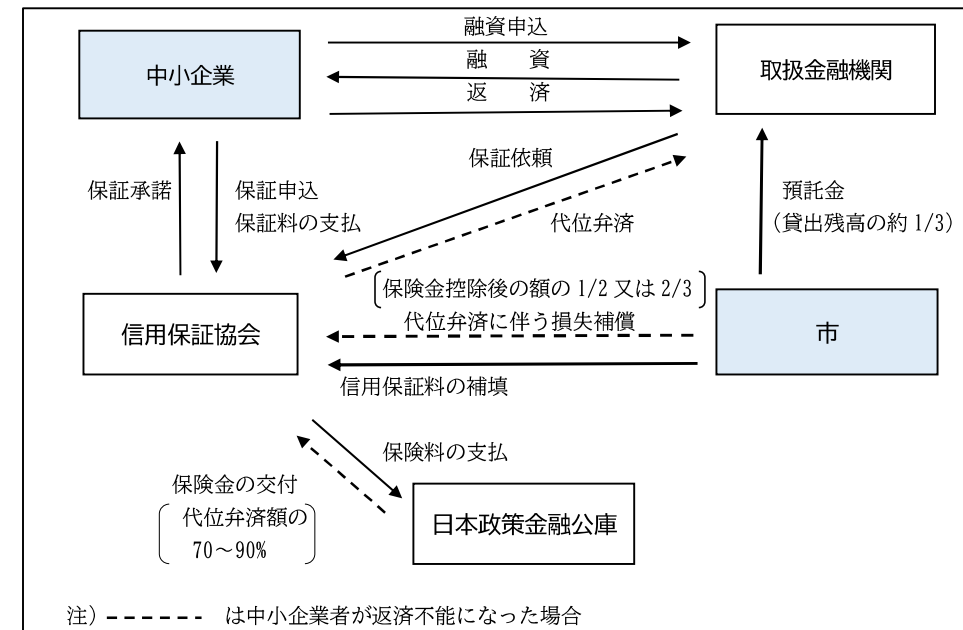 融資申込
中小企業
融　　資
取扱金融機関
返　　済
保証依頼
保証承諾
保証申込
保証料の支払
預託金
（貸出残高の約 1/3）
代位弁済
保険金控除後の額の 1/2 又は 2/3
代位弁済に伴う損失補償
信用保証協会
市
信用保証料の補填
保険料の支払
保険金の交付
代位弁済額の
70～90%
日本政策金融公庫
注）------- は中小企業者が返済不能になった場合